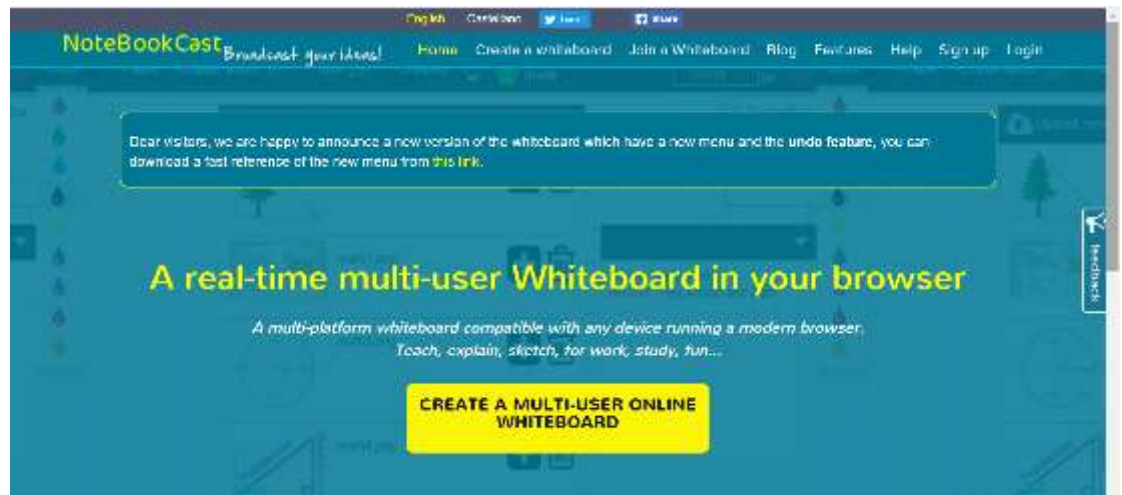 English Castellano Tweet Share
NoteBookCast Broadcast your ideas!
Home Create a whiteboard Join a Whiteboard Blog Features Help Sign up Login
Dear visitors, we are happy to announce a new version of the whiteboard which have a new menu and the undo feature, you can
download a fast reference of the new menu from this link.
feedback
A real-time multi-user Whiteboard in your browser
A multi-platform whiteboard compatible with any device running a modern browser.
Teach, explain, sketch, for work, study, fun...
CREATE A MULTI-USER ONLINE
WHITEBOARD